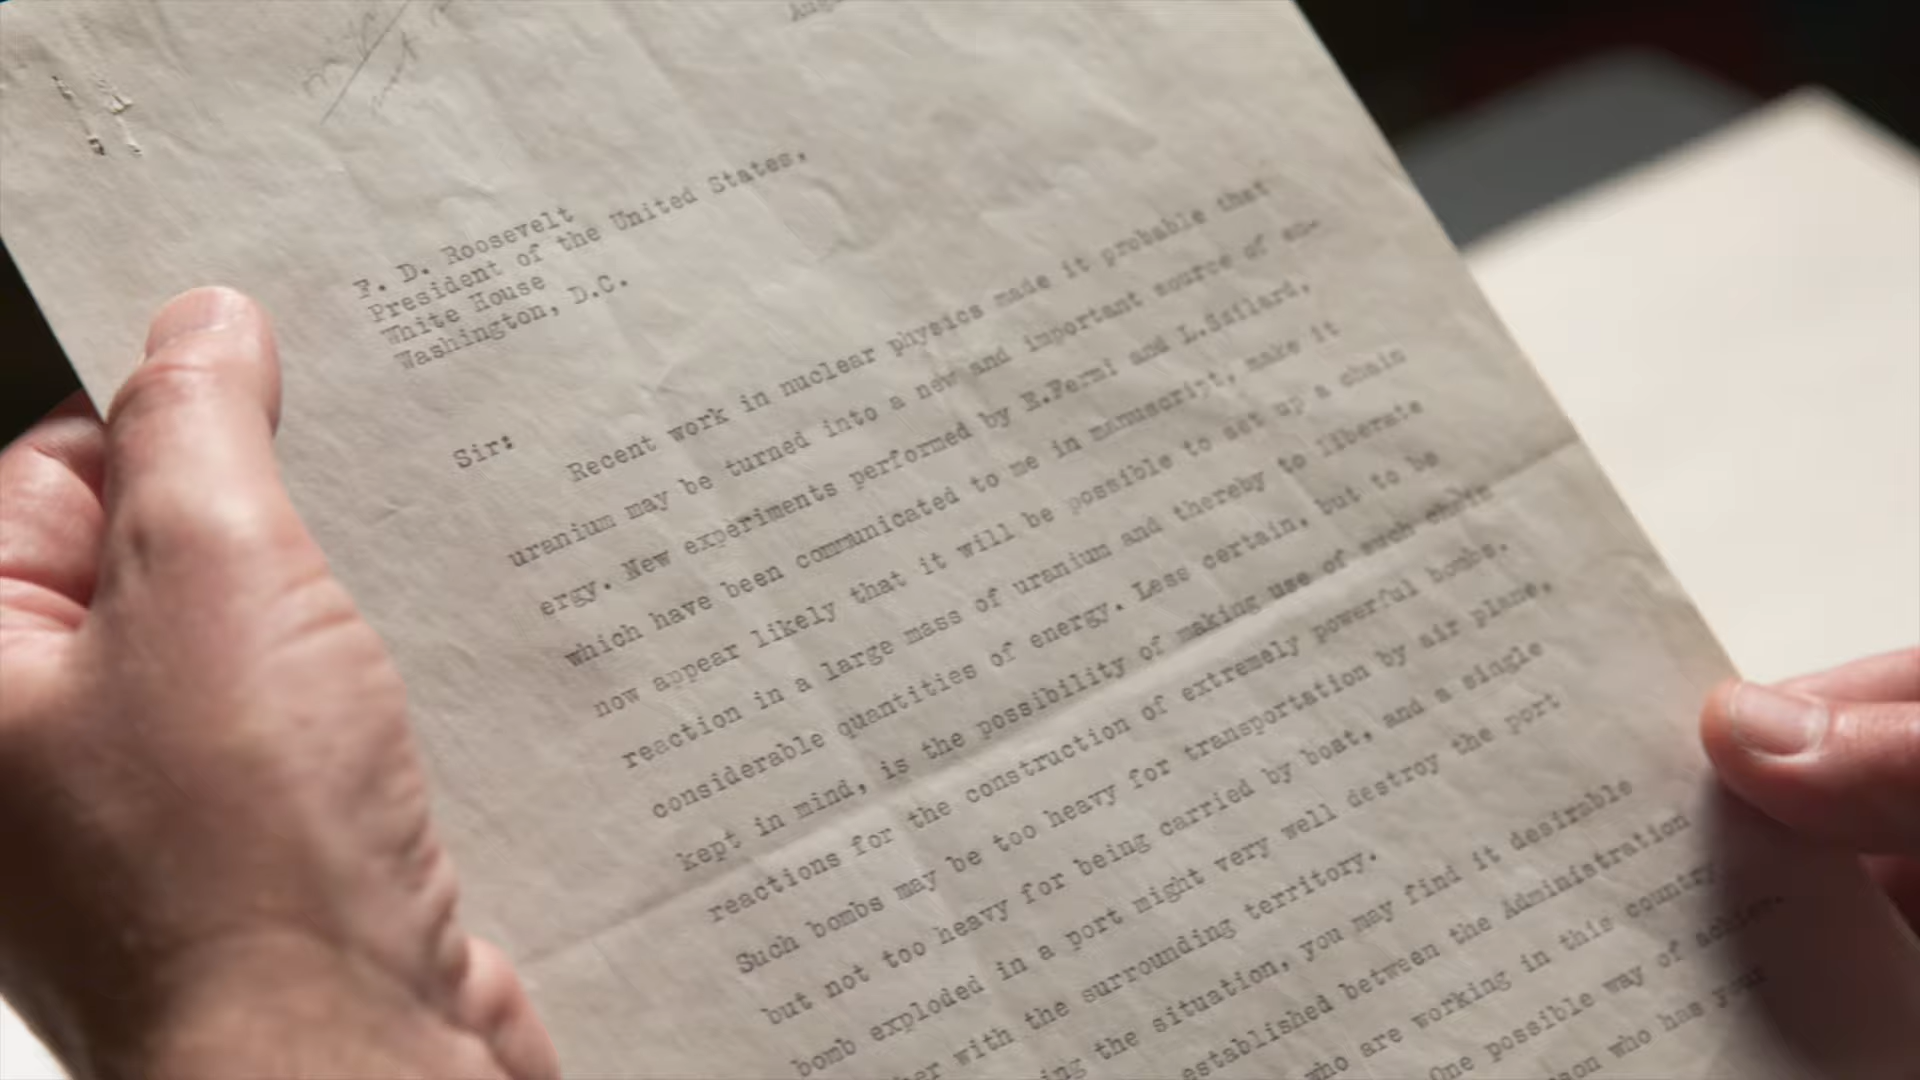 F. D. Roosevelt
President of the United States,
White House
Washington, D.C.
Sir:
Recent work in nuclear physics made it probable that
uranium may be turned into a new and important source of en-
ergy. New experiments performed by E.Fermi and L.Szilard,
which have been communicated to me in manuscript, make it
now appear likely that it will be possible to set up a chain
reaction in a large mass of uranium and thereby to liberate
considerable quantities of energy. Less certain, but to be
kept in mind, is the possibility of making use of such chain
reactions for the construction of extremely powerful bombs.
Such bombs may be too heavy for transportation by air plane,
but not too heavy for being carried by boat, and a single
bomb exploded in a port might very well destroy the port
with the surrounding territory.
the situation, you may find it desirable
established between the Administration
who are working in this country
One possible way of
who has your